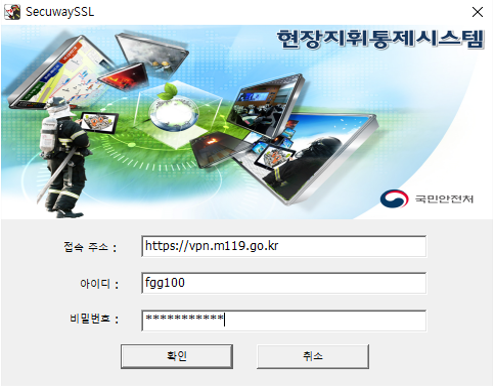 SecuwaySSL
현장지휘통제시스템
국민안전처
접속 주소 : https://vpn.m119.go.kr
아이디 : fgg100
비밀번호 : ***********
확인 취소